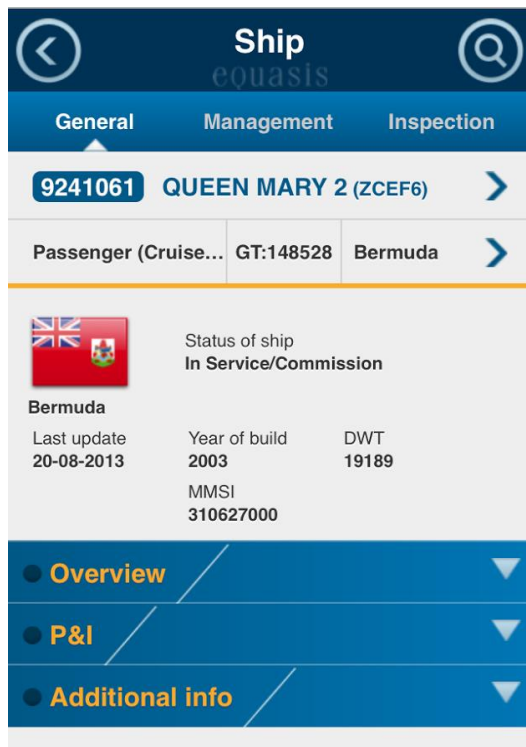 Ship
equasis
General Management Inspection
9241061 QUEEN MARY 2 (ZCEF6)
Passenger (Cruise... GT:148528 Bermuda
Status of ship
In Service/Commission
Bermuda
Last update Year of build DWT
20-08-2013 2003 19189
MMSI
310627000
Overview
P&I
Additional info